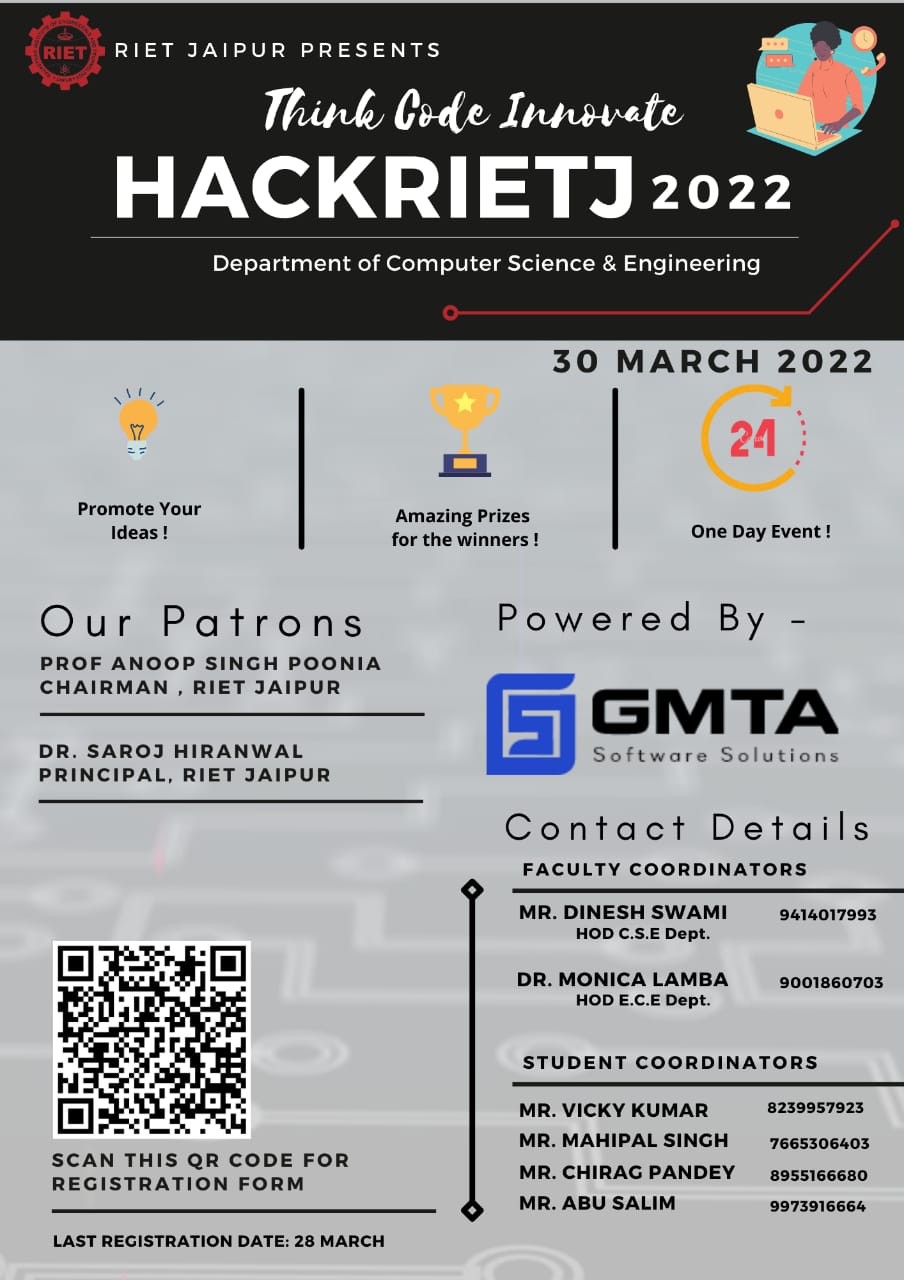 RIET
RIET JAIPUR PRESENTS
Think Code Innovate
HACKRIETJ 2022
Department of Computer Science & Engineering
30 MARCH 2022
Promote Your
Ideas !
Amazing Prizes
for the winners !
24
One Day Event !
Our Patrons
PROF ANOOP SINGH POONIA
CHAIRMAN , RIET JAIPUR
DR. SAROJ HIRANWAL
PRINCIPAL, RIET JAIPUR
Powered By -
GMTA
Software Solutions
Contact Details
FACULTY COORDINATORS
MR. DINESH SWAMI 9414017993
HOD C.S.E Dept.
DR. MONICA LAMBA 9001860703
HOD E.C.E Dept.
STUDENT COORDINATORS
MR. VICKY KUMAR 8239957923
MR. MAHIPAL SINGH 7665306403
MR. CHIRAG PANDEY 8955166680
MR. ABU SALIM 9973916664
SCAN THIS QR CODE FOR
REGISTRATION FORM
LAST REGISTRATION DATE: 28 MARCH